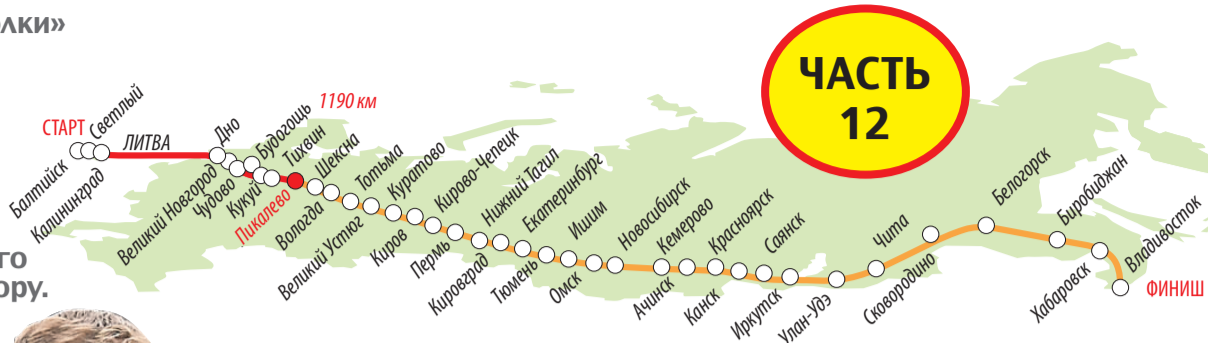 лки»
го
ору.
ЧАСТЬ
12
1190 км
СТАРТ
Балтийск
Светлый
Калининград
ЛИТВА
Дно
Великий Новгород
Чудово
Будогощь
Кукуй
Тихвин
Пикалево
Шексна
Вологда
Тотьма
Великий Устюг
Куратово
Киров
Кирово-Чепецк
Пермь
Нижний Тагил
Кировград
Екатеринбург
Тюмень
Ишим
Омск
Новосибирск
Ачинск
Кемерово
Канск
Красноярск
Иркутск
Саянск
Улан-Удэ
Чита
Сковородино
Белогорск
Хабаровск
Биробиджан
Владивосток
ФИНИШ